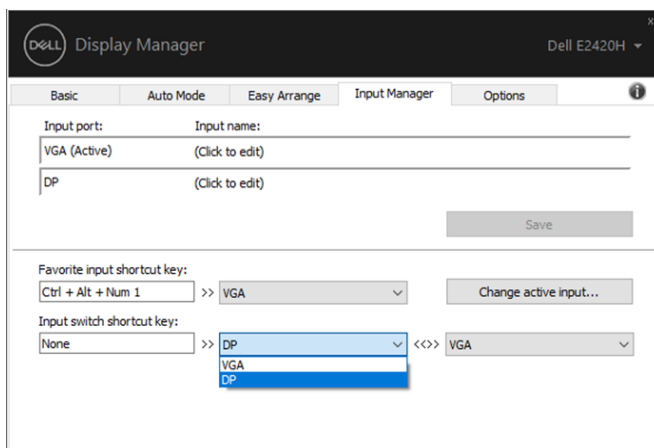 x
DELL Display Manager
Dell E2420H
Basic Auto Mode Easy Arrange Input Manager Options i
Input port: Input name:
VGA (Active) (Click to edit)
DP (Click to edit)
Save
Favorite input shortcut key:
Ctrl + Alt + Num 1 >> VGA Change active input...
Input switch shortcut key:
None >> DP <<>> VGA
VGA
DP